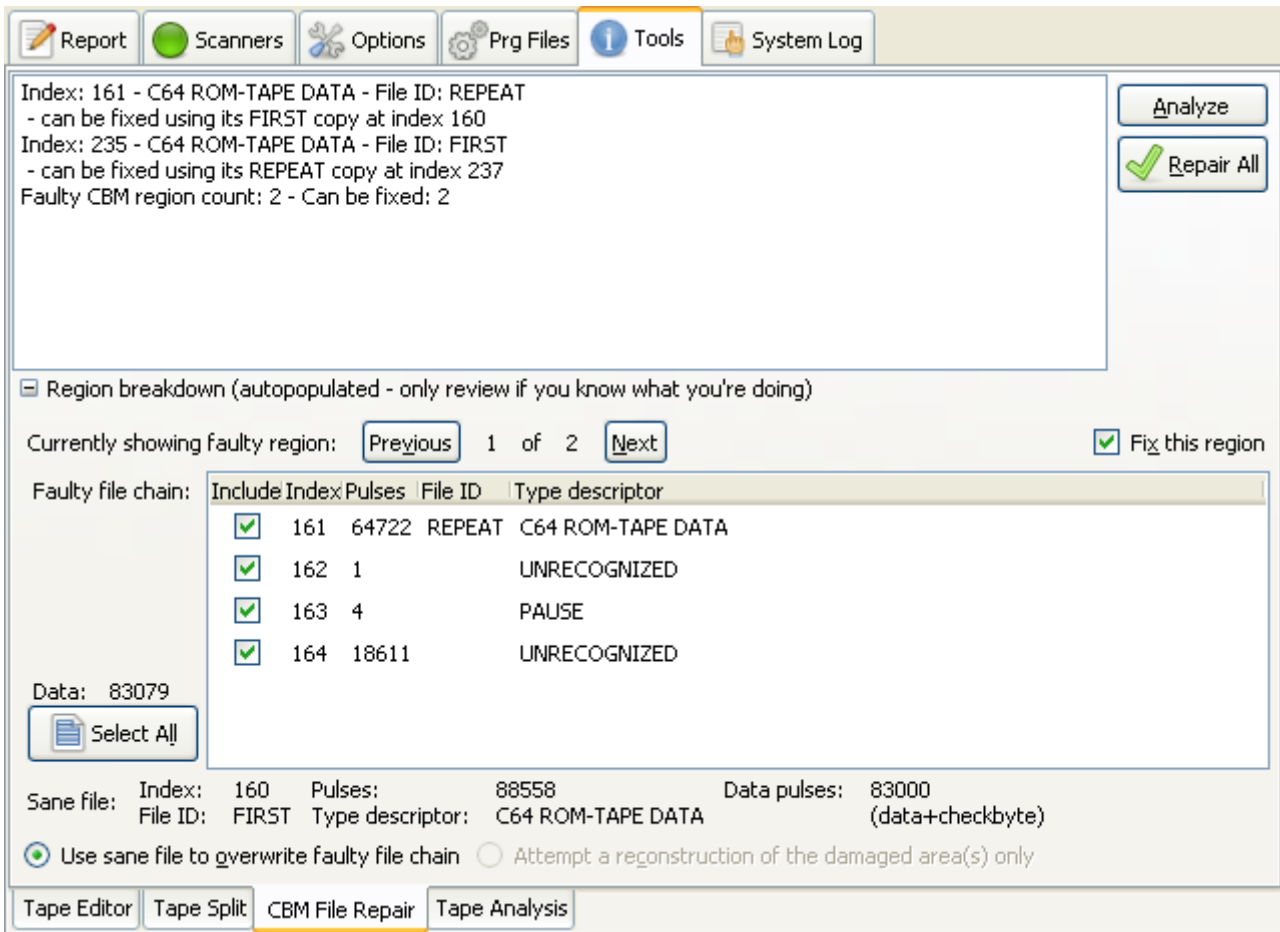 Report Scanners Options Prg Files Tools System Log
Index: 161 - C64 ROM-TAPE DATA - File ID: REPEAT
- can be fixed using its FIRST copy at index 160
Index: 235 - C64 ROM-TAPE DATA - File ID: FIRST
- can be fixed using its REPEAT copy at index 237
Faulty CBM region count: 2 - Can be fixed: 2
Analyze
Repair All
Region breakdown (autopopulated - only review if you know what you're doing)
Currently showing faulty region: Previous 1 of 2 Next Fix this region
Faulty file chain: Include Index Pulses File ID Type descriptor
161 64722 REPEAT C64 ROM-TAPE DATA
162 1 UNRECOGNIZED
163 4 PAUSE
164 18611 UNRECOGNIZED
Data: 83079
Select All
Sane file: Index: 160 Pulses: 88558 Data pulses: 83000
File ID: FIRST Type descriptor: C64 ROM-TAPE DATA (data+checkbyte)
Use sane file to overwrite faulty file chain Attempt a reconstruction of the damaged area(s) only
Tape Editor Tape Split CBM File Repair Tape Analysis